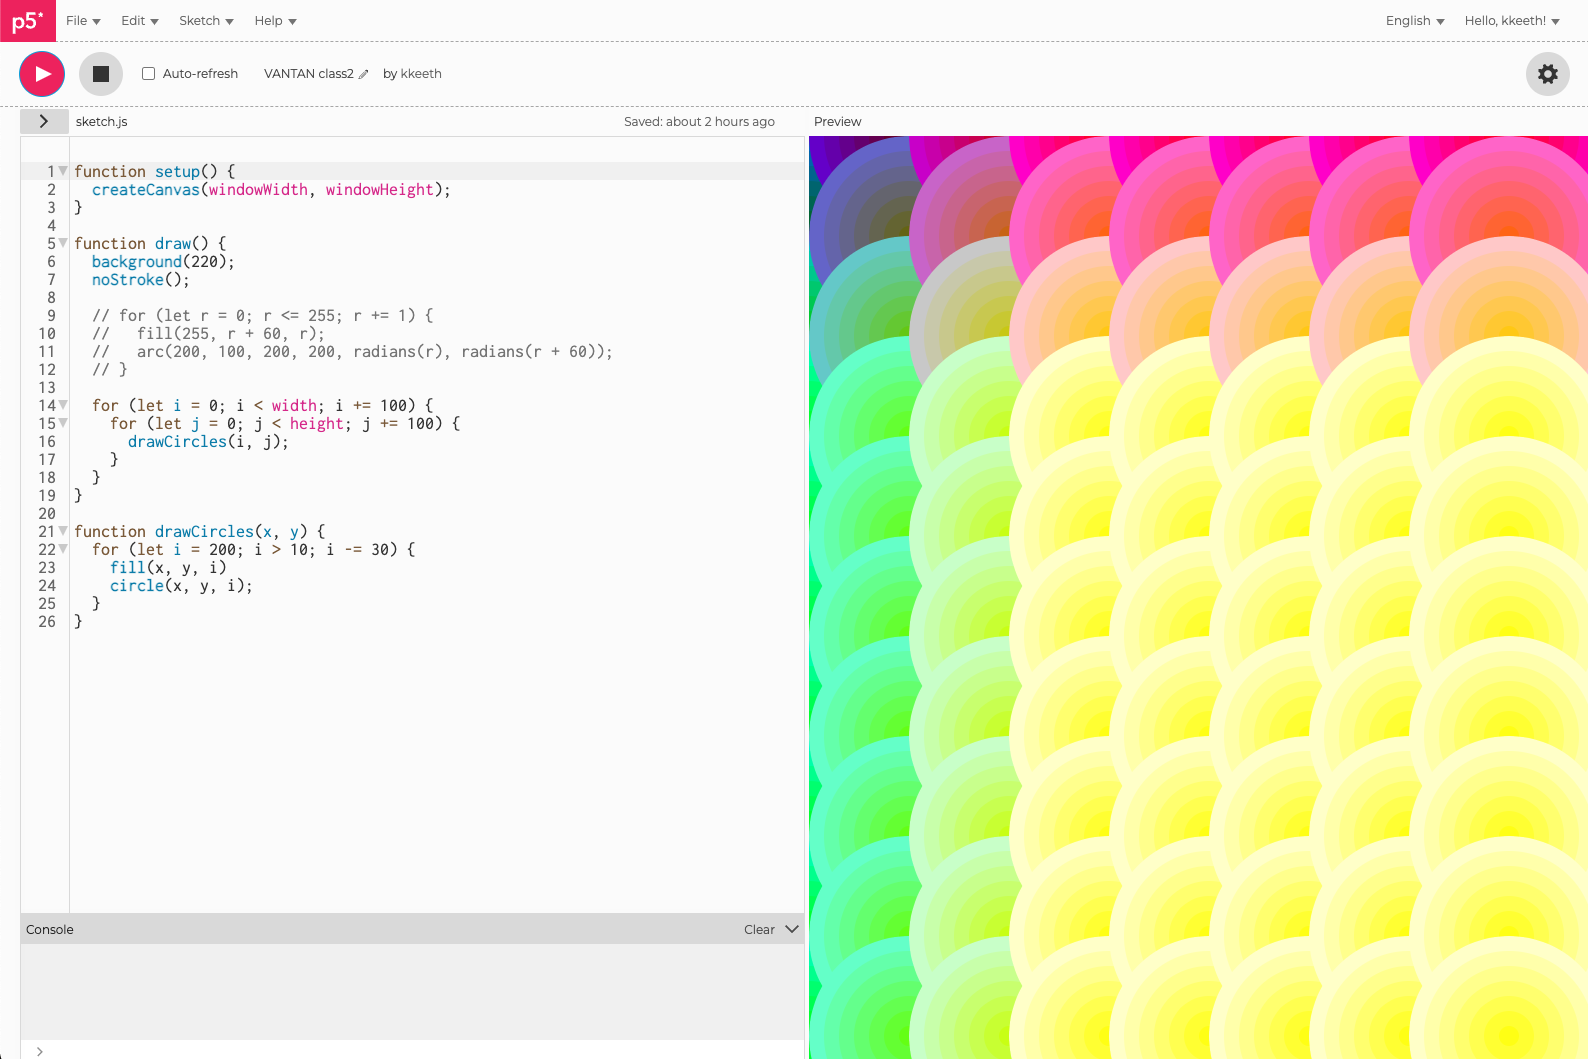 p5* File Edit Sketch Help English Hello, kkeeth!
Auto-refresh VANTAN class2 by kkeeth
sketch.js Saved: about 2 hours ago Preview
1 function setup() {
2 createCanvas(windowWidth, windowHeight);
3 }
4
5 function draw() {
6 background(220);
7 noStroke();
8
9 // for (let r = 0; r <= 255; r += 1) {
10 //   fill(255, r + 60, r);
11 //   arc(200, 100, 200, 200, radians(r), radians(r + 60));
12 // }
13
14 for (let i = 0; i < width; i += 100) {
15 for (let j = 0; j < height; j += 100) {
16 drawCircles(i, j);
17 }
18 }
19 }
20
21 function drawCircles(x, y) {
22 for (let i = 200; i > 10; i -= 30) {
23 fill(x, y, i)
24 circle(x, y, i);
25 }
26 }
Console Clear
>